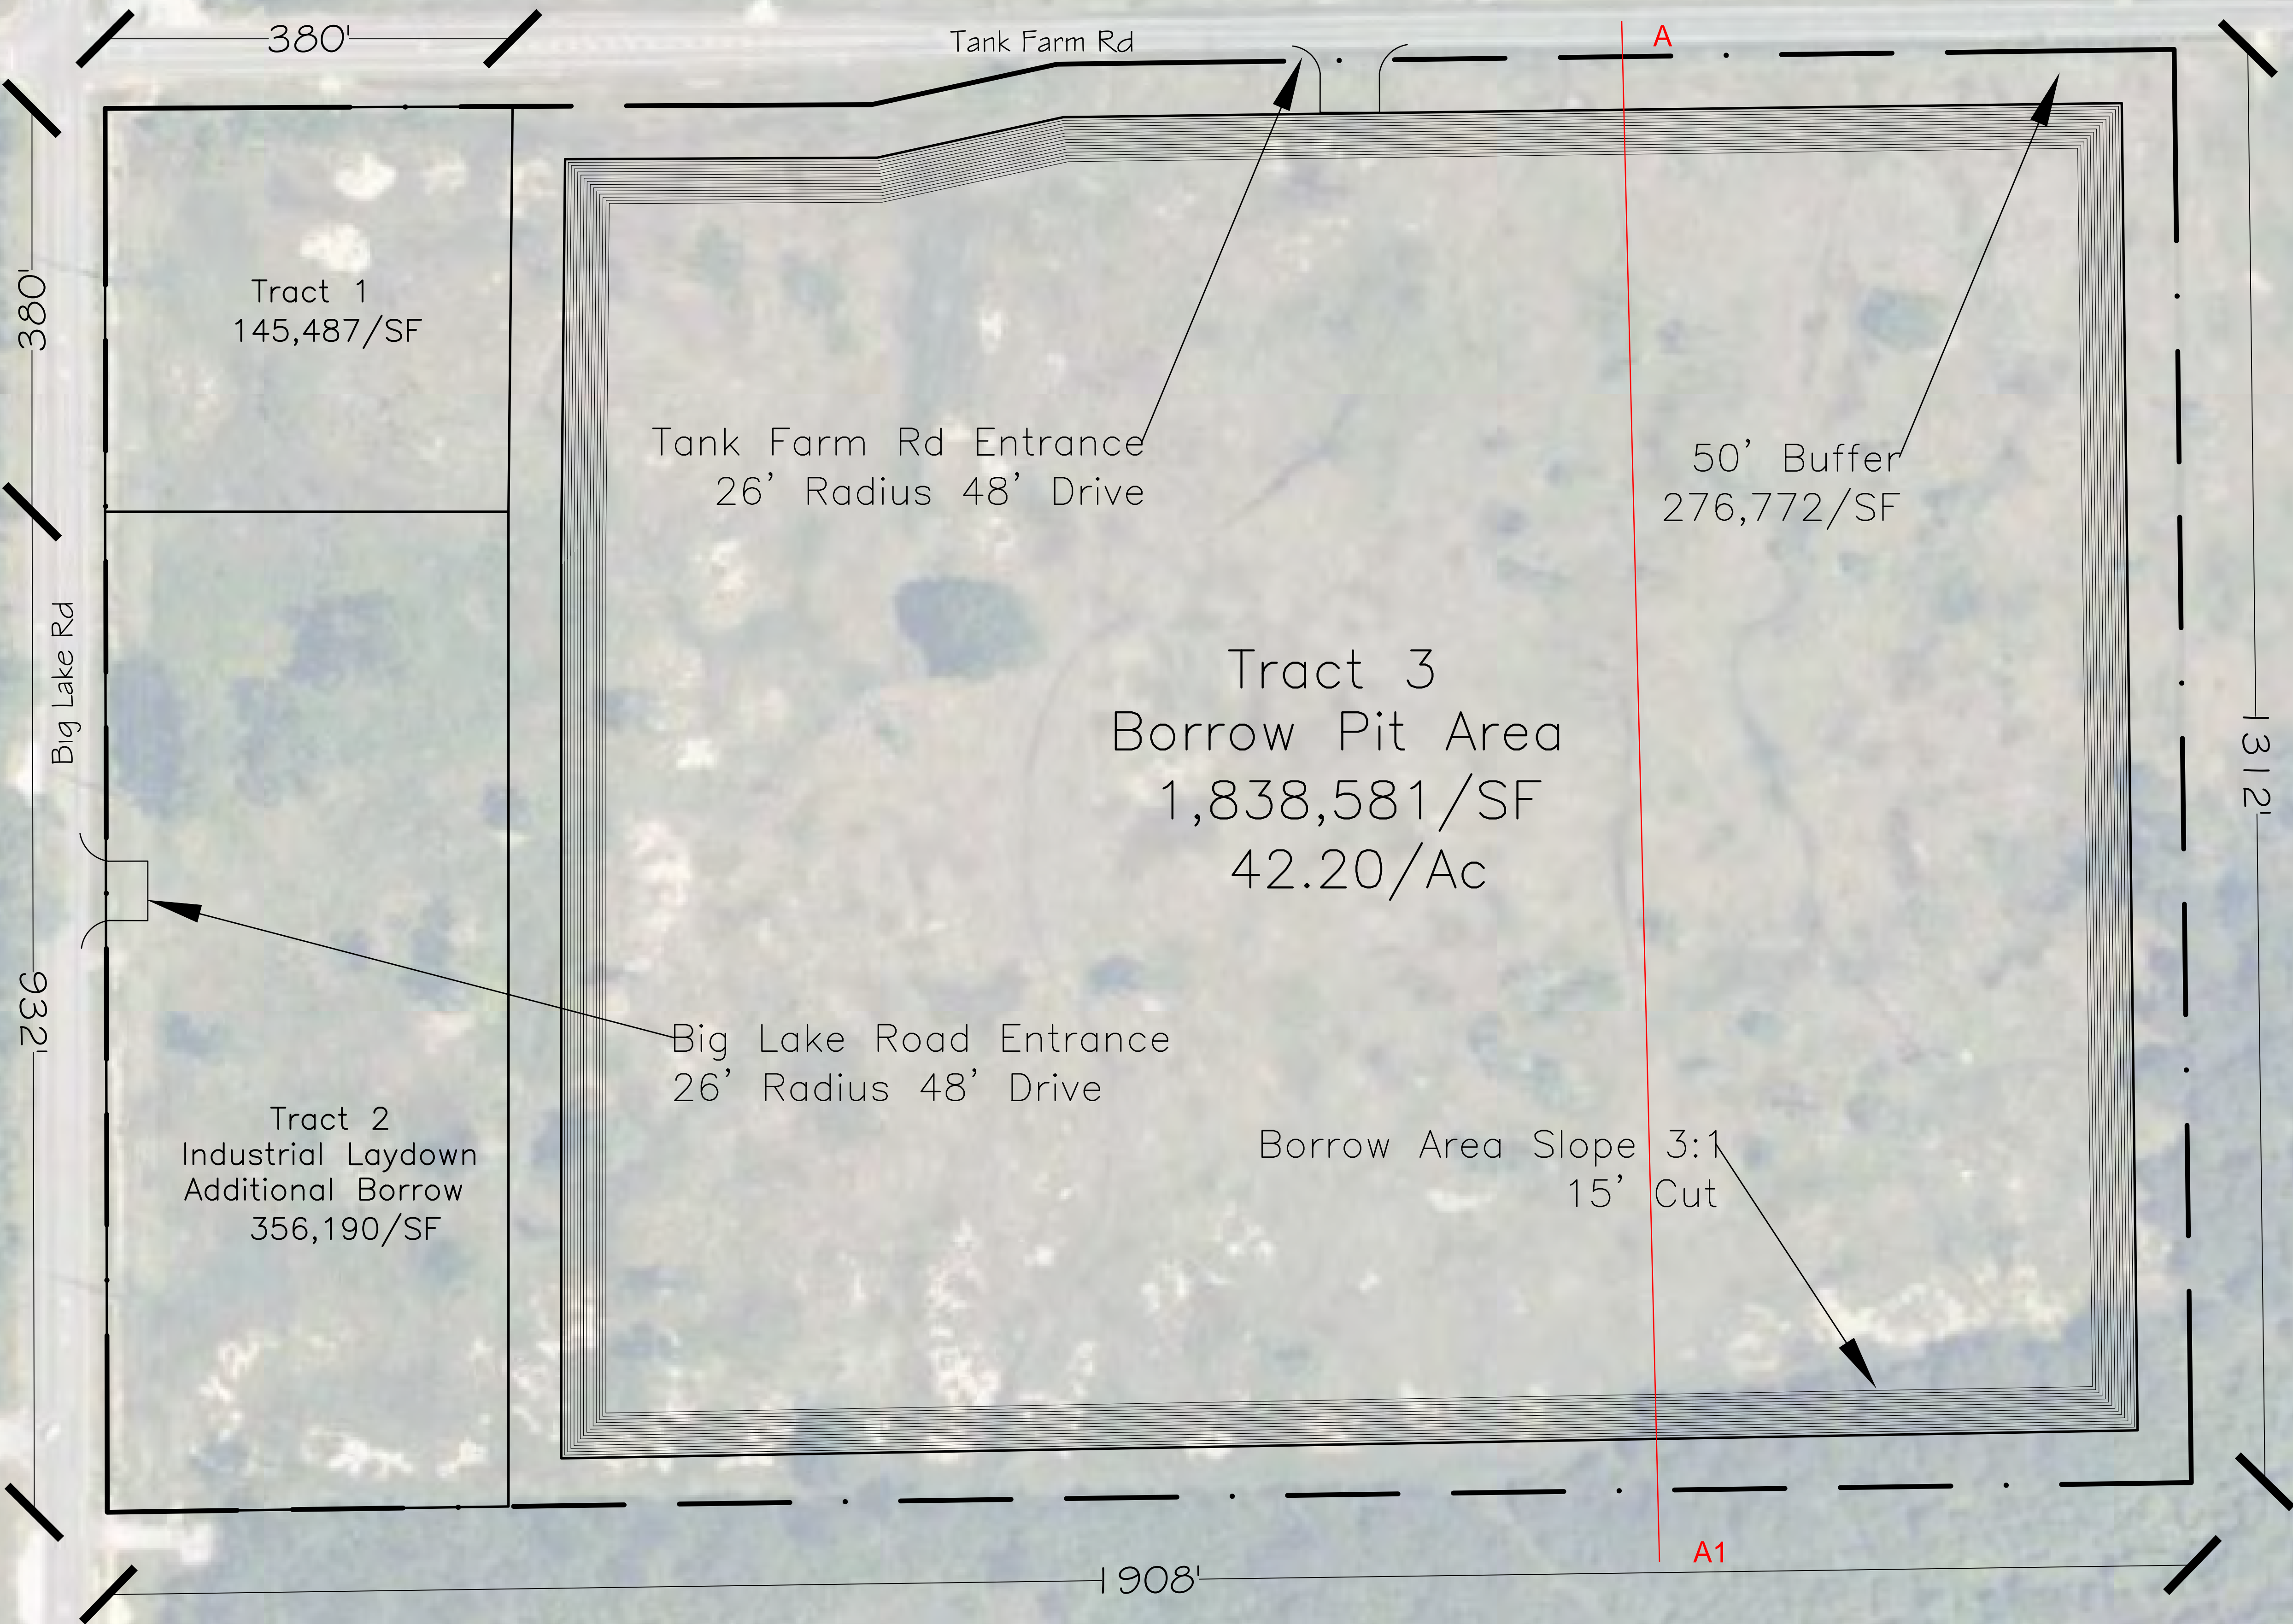 380'
Tank Farm Rd
A
380'
Tract 1
145,487/SF
Tank Farm Rd Entrance
26' Radius 48' Drive
50' Buffer
276,772/SF
Big Lake Rd
Tract 3
Borrow Pit Area
1,838,581/SF
42.20/Ac
1312'
932'
Big Lake Road Entrance
26' Radius 48' Drive
Tract 2
Industrial Laydown
Additional Borrow
356,190/SF
Borrow Area Slope 3:1
15' Cut
A1
1908'